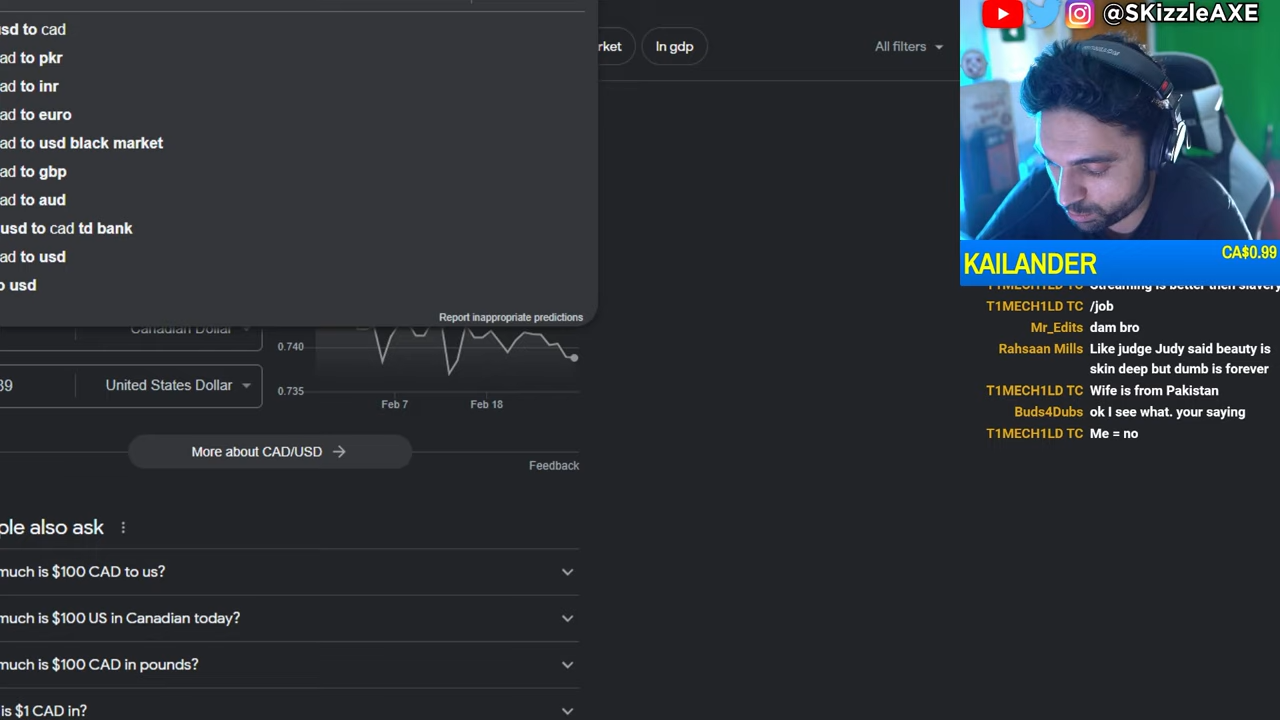 usd to cad
ad to pkr
ad to inr
ad to euro
ad to usd black market
ad to gbp
ad to aud
usd to cad td bank
ad to usd
o usd
Report inappropriate predictions
rket
In gdp
All filters
Canadian Dollar
39
United States Dollar
0.740
0.735
Feb 7
Feb 18
More about CAD/USD
Feedback
ple also ask
much is $100 CAD to us?
much is $100 US in Canadian today?
much is $100 CAD in pounds?
is $1 CAD in?
@SKizzleAXE
KAILANDER
CA$0.99
T1MECH1LD TC Streaming is better then slavery
T1MECH1LD TC /job
Mr_Edits dam bro
Rahsaan Mills Like judge Judy said beauty is
skin deep but dumb is forever
T1MECH1LD TC Wife is from Pakistan
Buds4Dubs ok I see what. your saying
T1MECH1LD TC Me = no